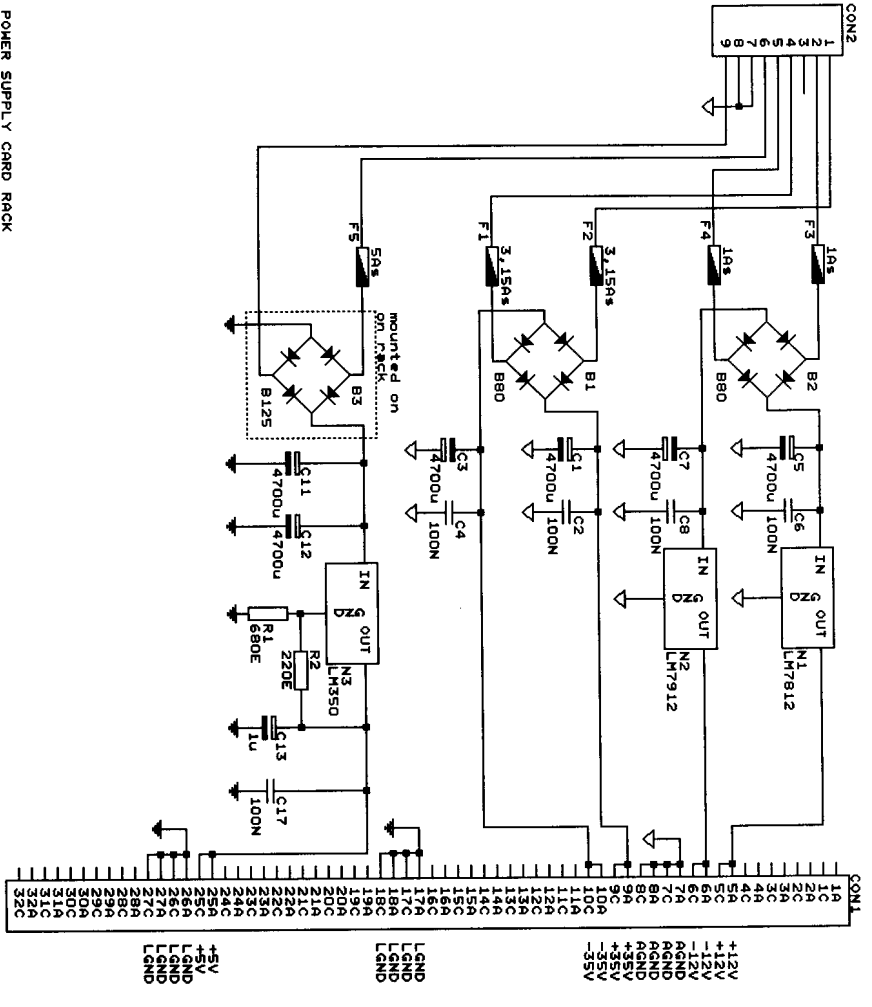 CON2
1
2
3
4
5
6
7
8
9
F3
1As
F4
1As
F2
3,15As
F1
3,15As
F5
5As
B2
B80
B1
B80
mounted on
on rack
B3
B125
C5
4700u
C6
100N
C7
4700u
C8
100N
C1
4700u
C2
100N
C3
4700u
C4
100N
C11
4700u
C12
4700u
IN
GND
OUT
N1
LM7812
IN
GND
OUT
N2
LM7912
IN
GND
OUT
N3
LM350
R1
680E
R2
220E
C13
1u
C17
100N
CON1
1A
1C
2A
2C
3A
3C
4A
4C
5A +12V
5C +12V
6A -12V
6C -12V
7A AGND
7C AGND
8A AGND
8C AGND
9A +35V
9C +35V
10A -35V
10C -35V
11A
11C
12A
12C
13A
13C
14A
14C
15A
15C
16A
16C
17A LGND
17C LGND
18A LGND
18C LGND
19A
19C
20A
20C
21A
21C
22A
22C
23A
23C
24A
24C
25A +5V
25C +5V
26A LGND
26C LGND
27A LGND
27C LGND
28A
28C
29A
29C
30A
30C
31A
31C
32A
32C
POWER SUPPLY CARD RACK